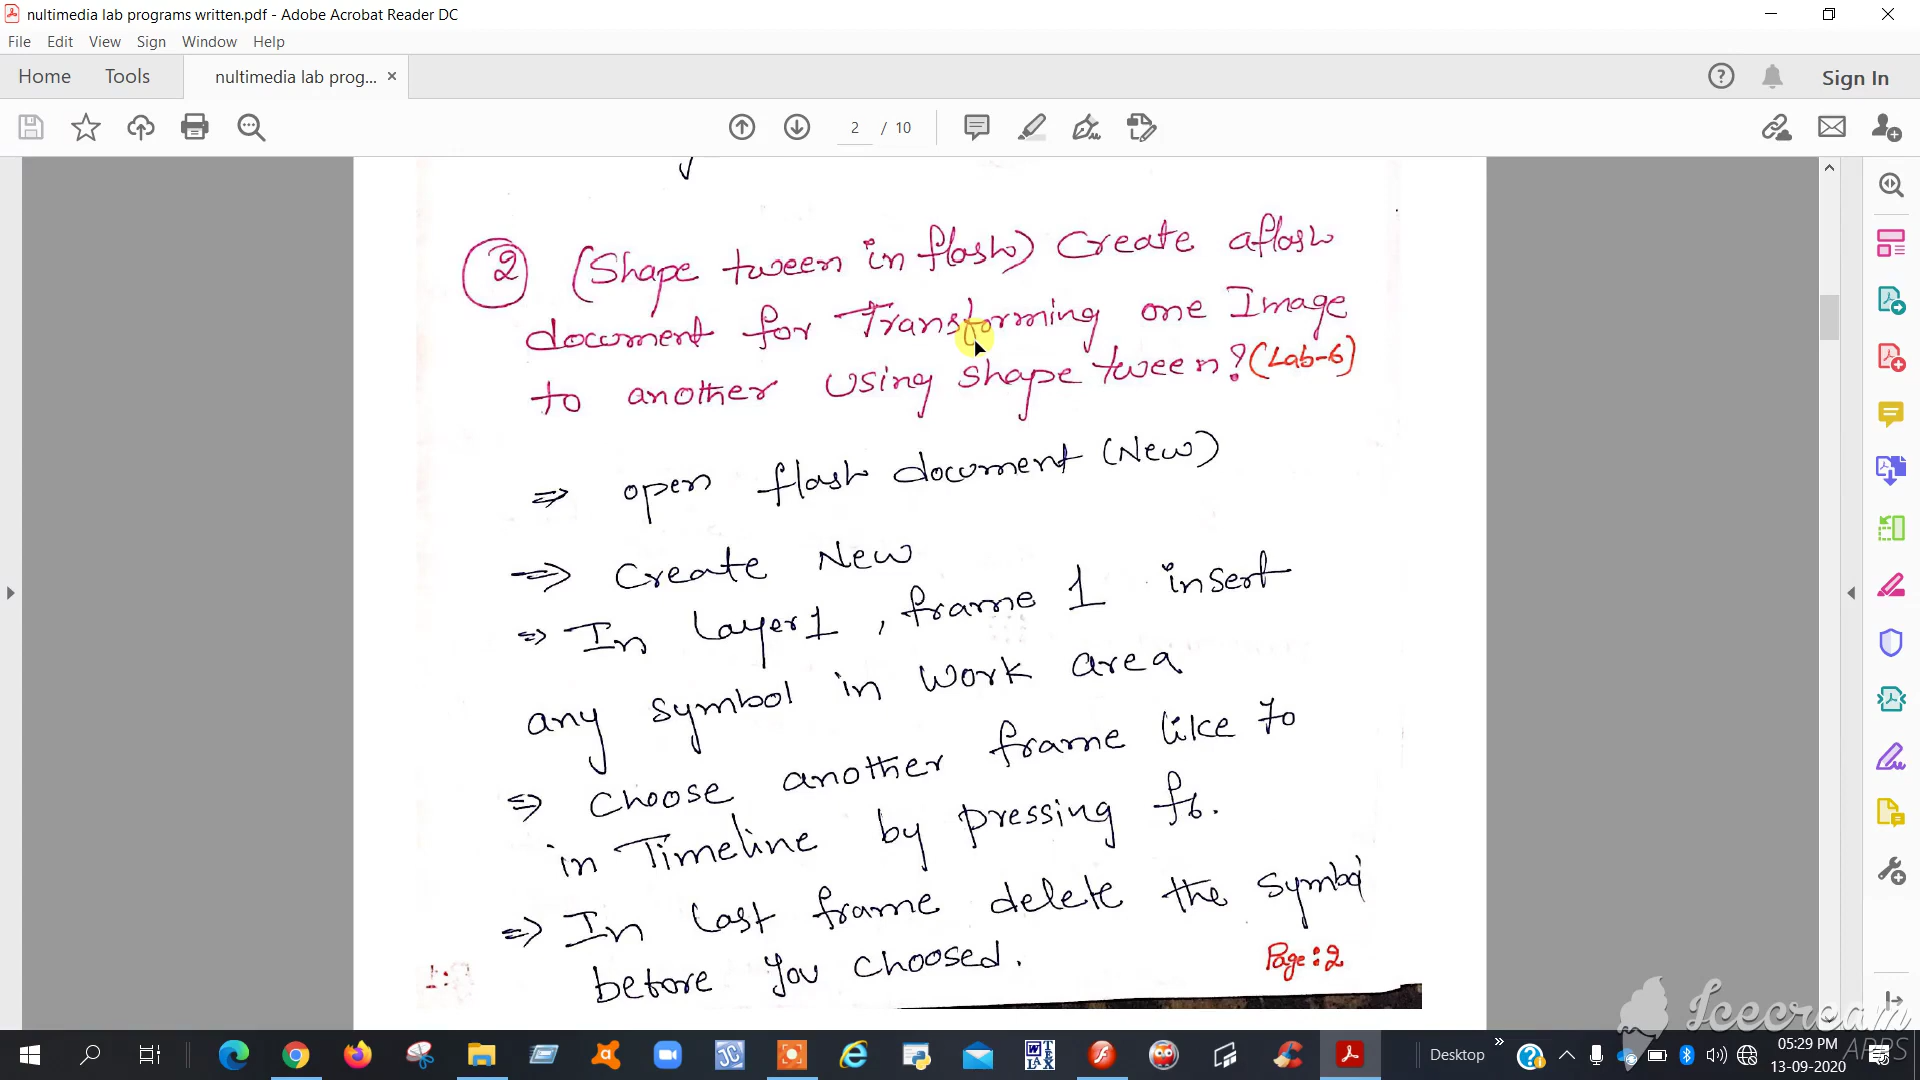 nultimedia lab programs written.pdf - Adobe Acrobat Reader DC
File Edit View Sign Window Help
Home Tools nultimedia lab prog... × Sign In
2 / 10
2 (Shape tween in flash) Create a flash
document for Transforming one Image
to another Using Shape tween? (Lab-6)
⇒ open flash document (New)
⇒ Create New
⇒ In Layer 1, frame 1 insert
any symbol in work area
⇒ Choose another frame like 70
in Timeline by pressing f6.
⇒ In last frame delete the symbol
before you choosed.
Page:2
Icecream
APPS
Desktop
05:29 PM
13-09-2020